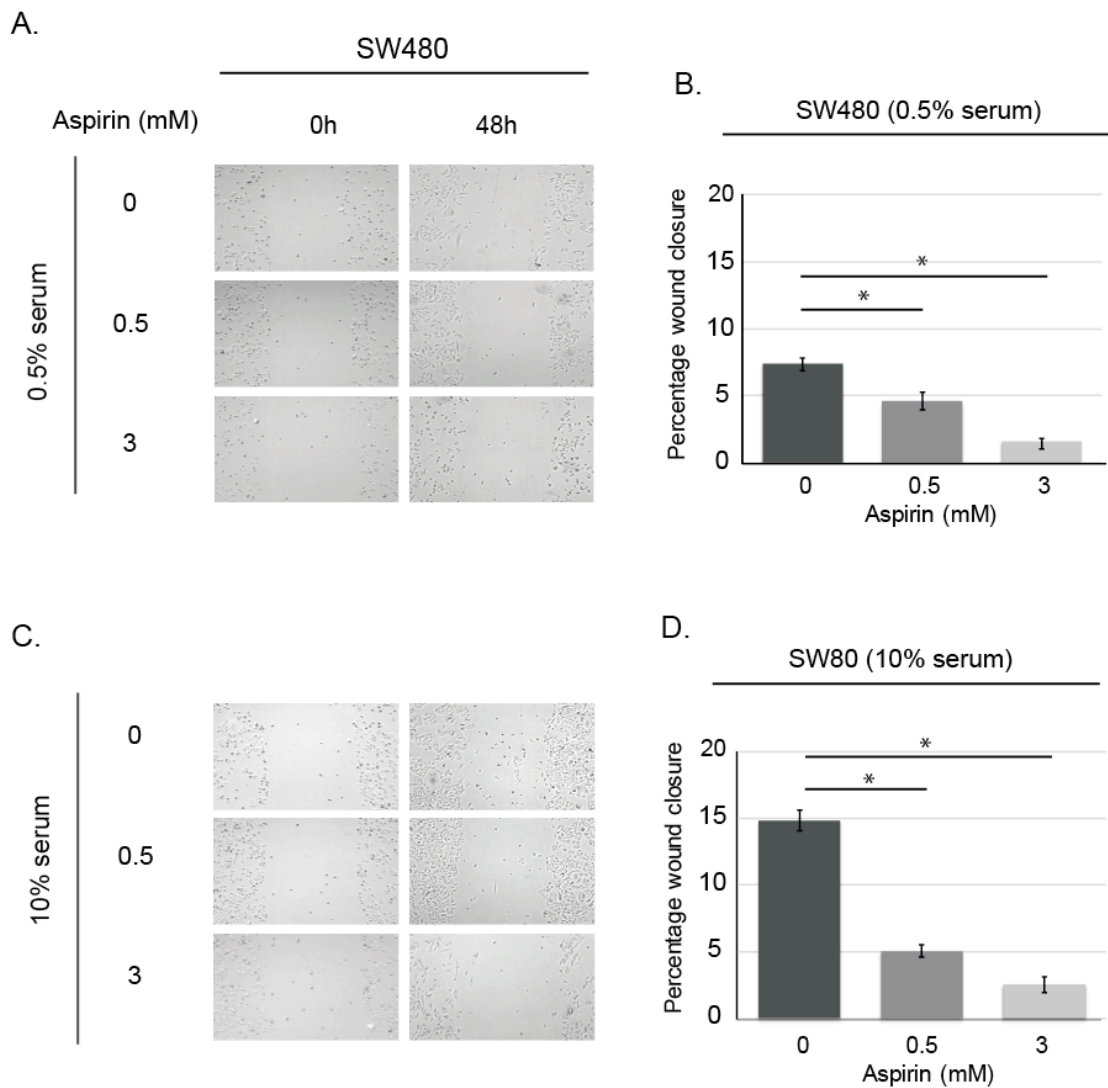 A.
SW480
Aspirin (mM)
0h
48h
0.5% serum
0
0.5
3
B.
SW480 (0.5% serum)
Percentage wound closure
20
15
10
5
0
*
*
0
0.5
3
Aspirin (mM)
C.
10% serum
0
0.5
3
D.
SW80 (10% serum)
Percentage wound closure
20
15
10
5
0
*
*
0
0.5
3
Aspirin (mM)